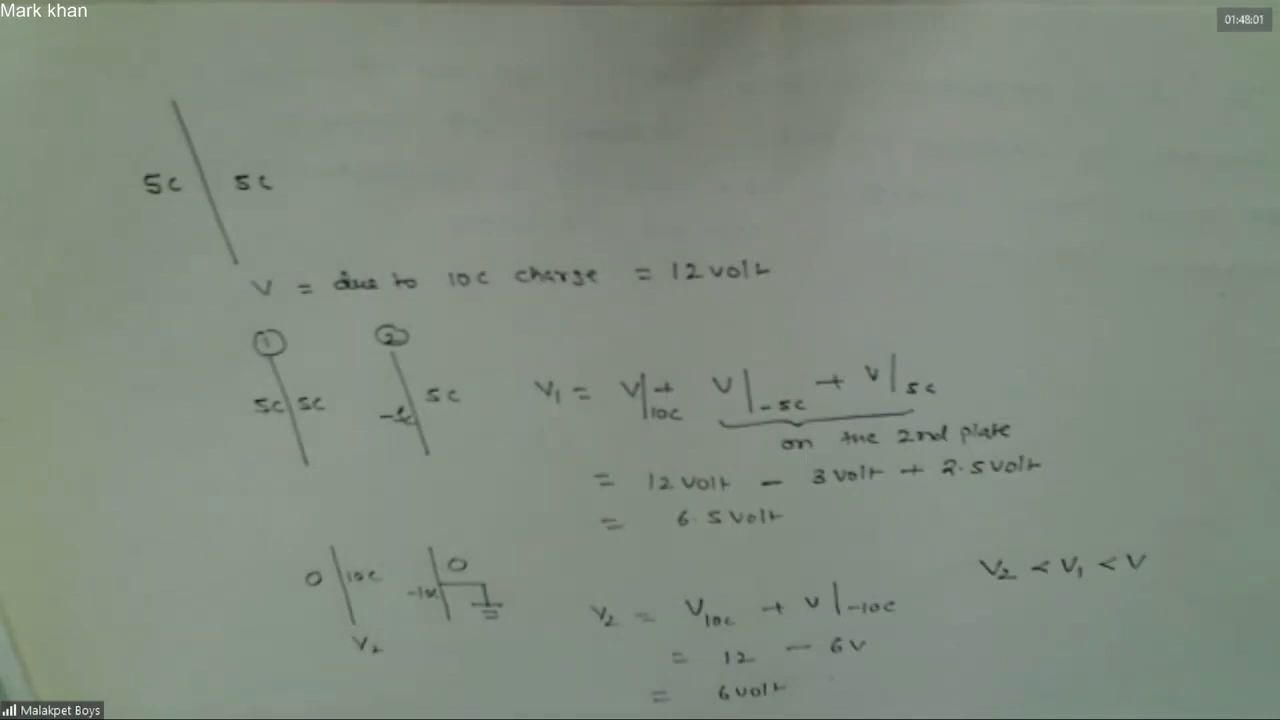 Mark khan
01:48:01
5c 5c
V = due to 10c charge = 12 volt
① ②
5c 5c 5c V₁ = V|10c + V|-5c + V|5c
on the 2nd plate
= 12 volt - 3 volt + 2.5 volt
= 6.5 volt
V₂ < V₁ < V
0 10c -10c 0
V₂ = V10c + V|-10c
V₂
= 12 - 6V
= 6 volt
Malakpet Boys